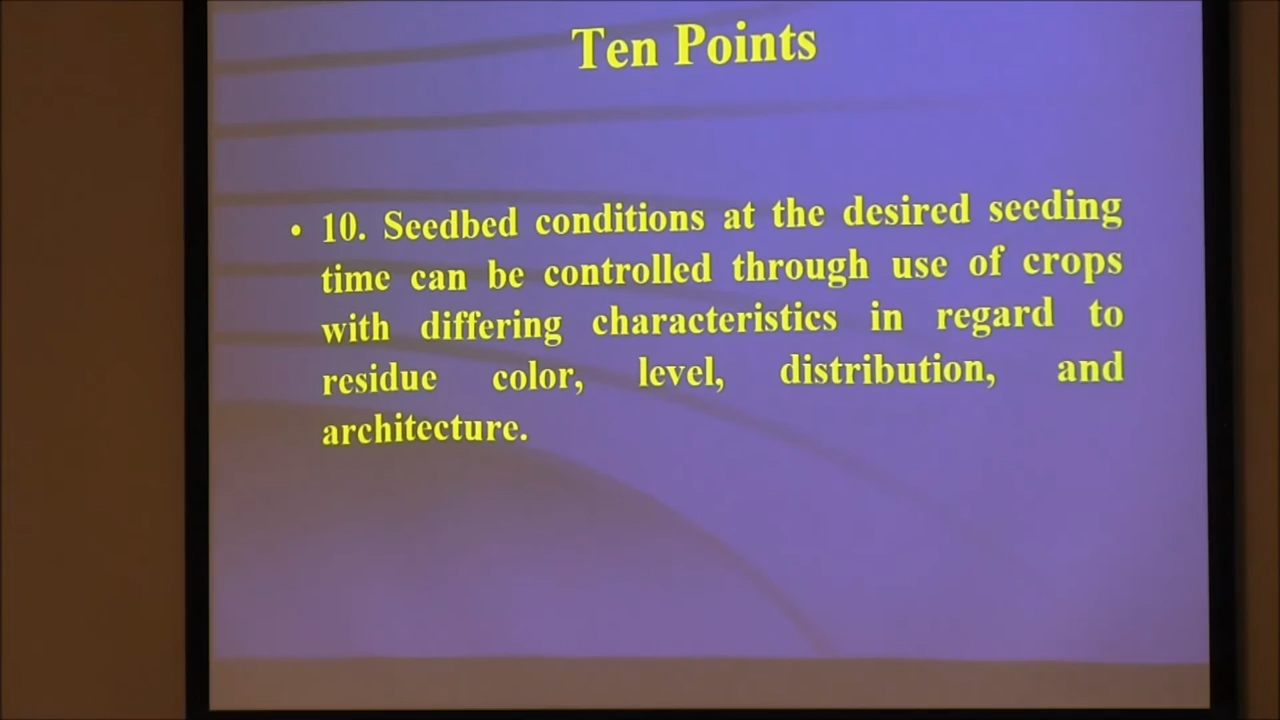 Ten Points
• 10. Seedbed conditions at the desired seeding
time can be controlled through use of crops
with differing characteristics in regard to
residue color, level, distribution, and
architecture.